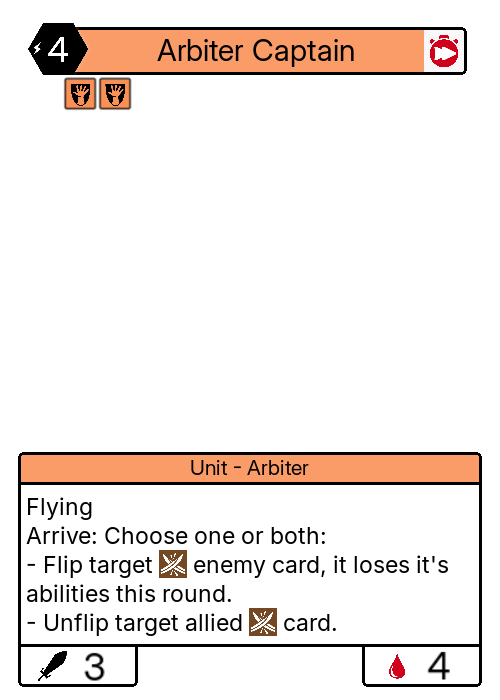 4 Arbiter Captain
Unit - Arbiter
Flying
Arrive: Choose one or both:
- Flip target enemy card, it loses it's
abilities this round.
- Unflip target allied card.
3 4